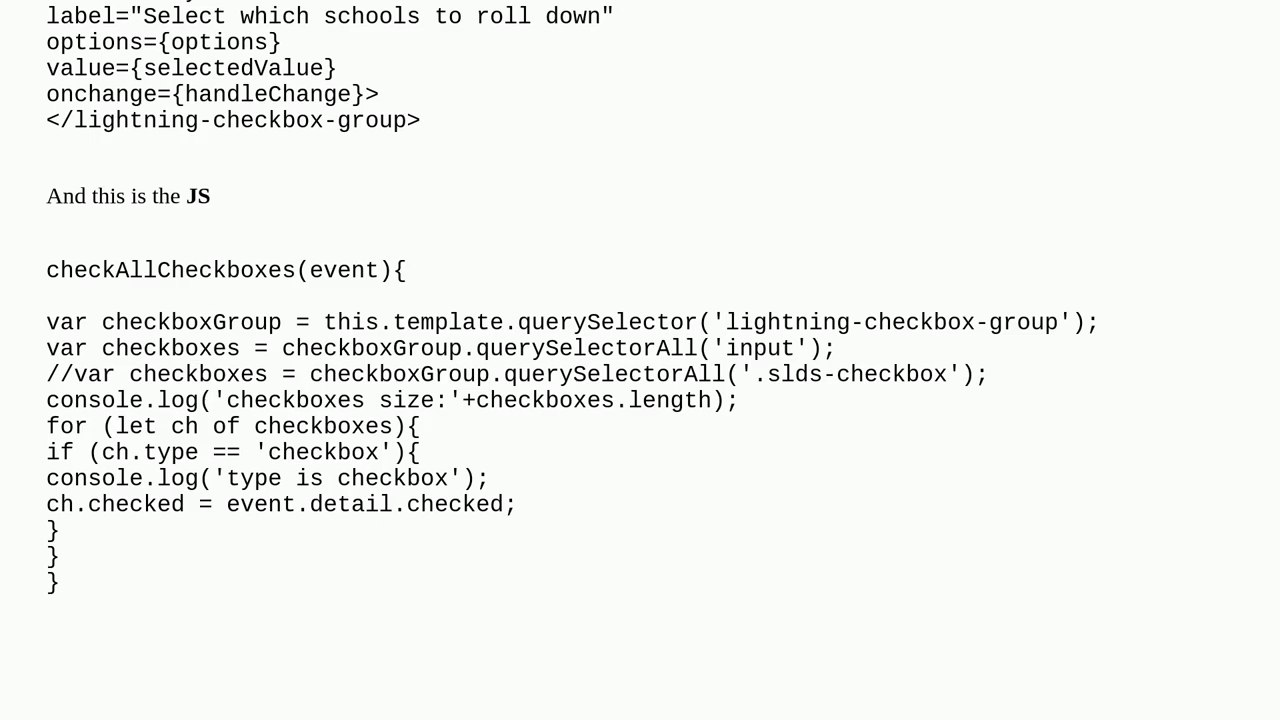 label="Select which schools to roll down"
options={options}
value={selectedValue}
onchange={handleChange}>
</lightning-checkbox-group>
And this is the JS
checkAllCheckboxes(event){
var checkboxGroup = this.template.querySelector('lightning-checkbox-group');
var checkboxes = checkboxGroup.querySelectorAll('input');
//var checkboxes = checkboxGroup.querySelectorAll('.slds-checkbox');
console.log('checkboxes size:'+checkboxes.length);
for (let ch of checkboxes){
if (ch.type == 'checkbox'){
console.log('type is checkbox');
ch.checked = event.detail.checked;
}
}
}